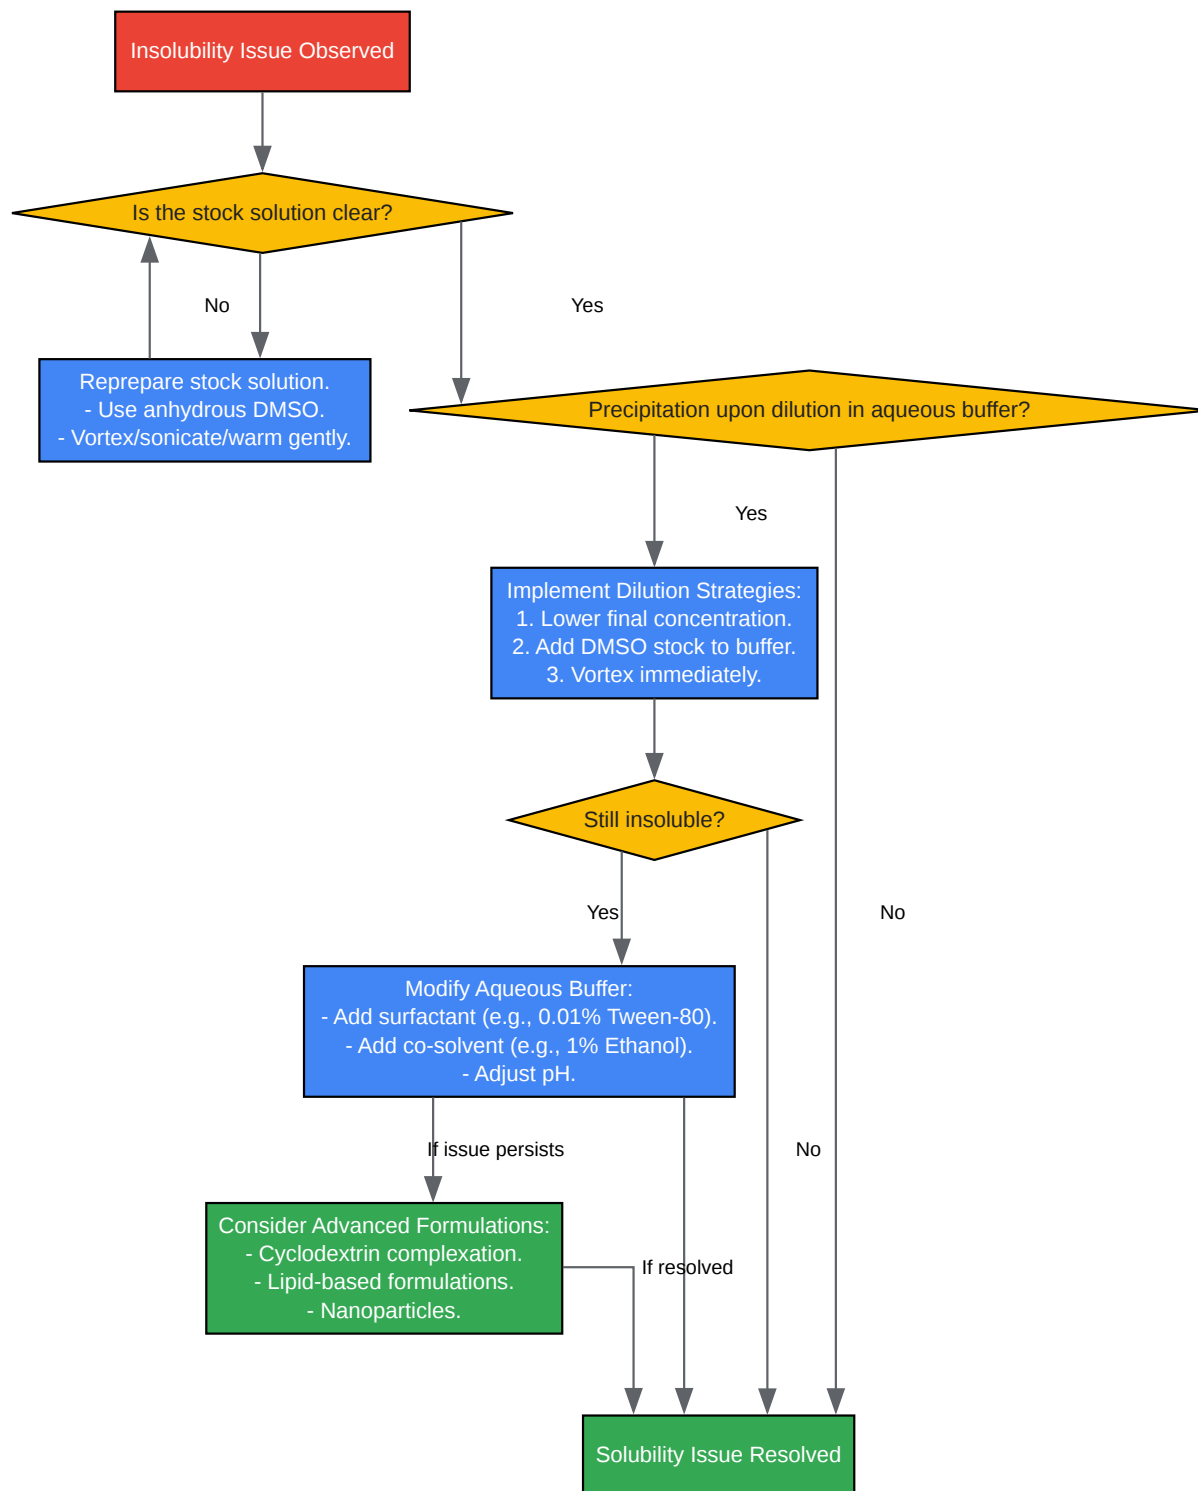 Insolubility Issue Observed
Is the stock solution clear?
No
Yes
Reprepare stock solution.
- Use anhydrous DMSO.
- Vortex/sonicate/warm gently.
Precipitation upon dilution in aqueous buffer?
Yes
Implement Dilution Strategies:
1. Lower final concentration.
2. Add DMSO stock to buffer.
3. Vortex immediately.
Still insoluble?
Yes
No
Modify Aqueous Buffer:
- Add surfactant (e.g., 0.01% Tween-80).
- Add co-solvent (e.g., 1% Ethanol).
- Adjust pH.
If issue persists
No
Consider Advanced Formulations:
- Cyclodextrin complexation.
- Lipid-based formulations.
- Nanoparticles.
If resolved
Solubility Issue Resolved